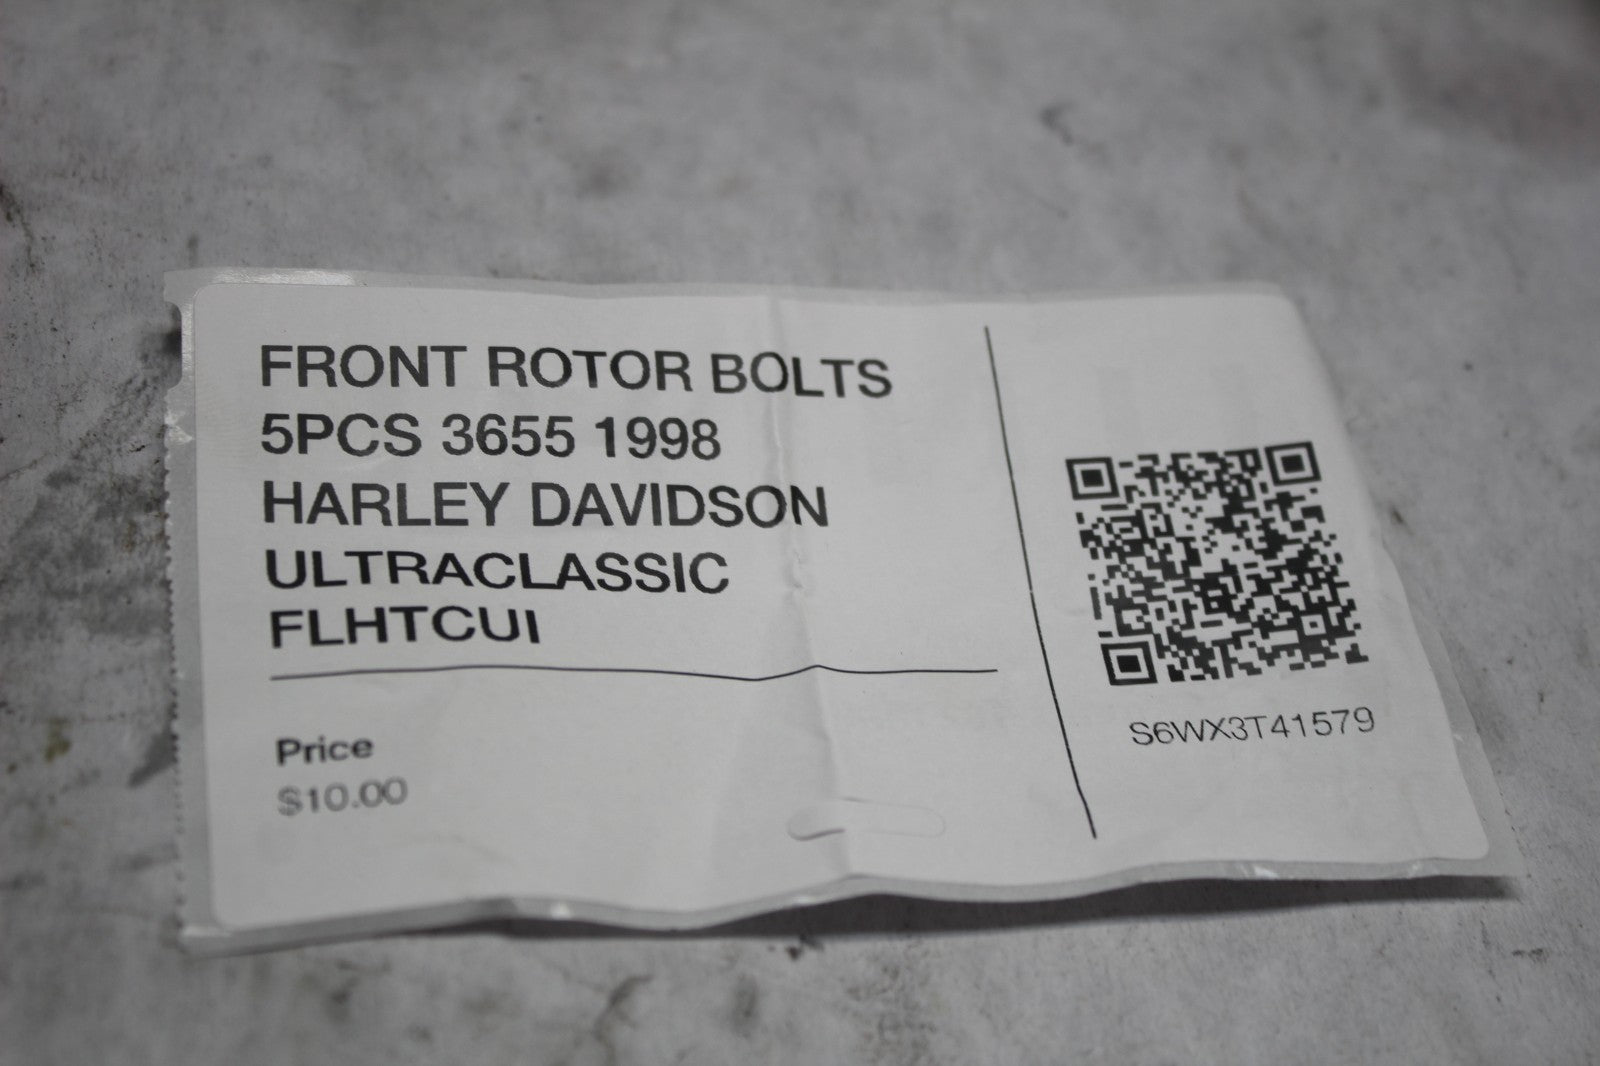 FRONT ROTOR BOLTS
5PCS 3655 1998
HARLEY DAVIDSON
ULTRACLASSIC
FLHTCUI
Price
$10.00
S6WX3T41579